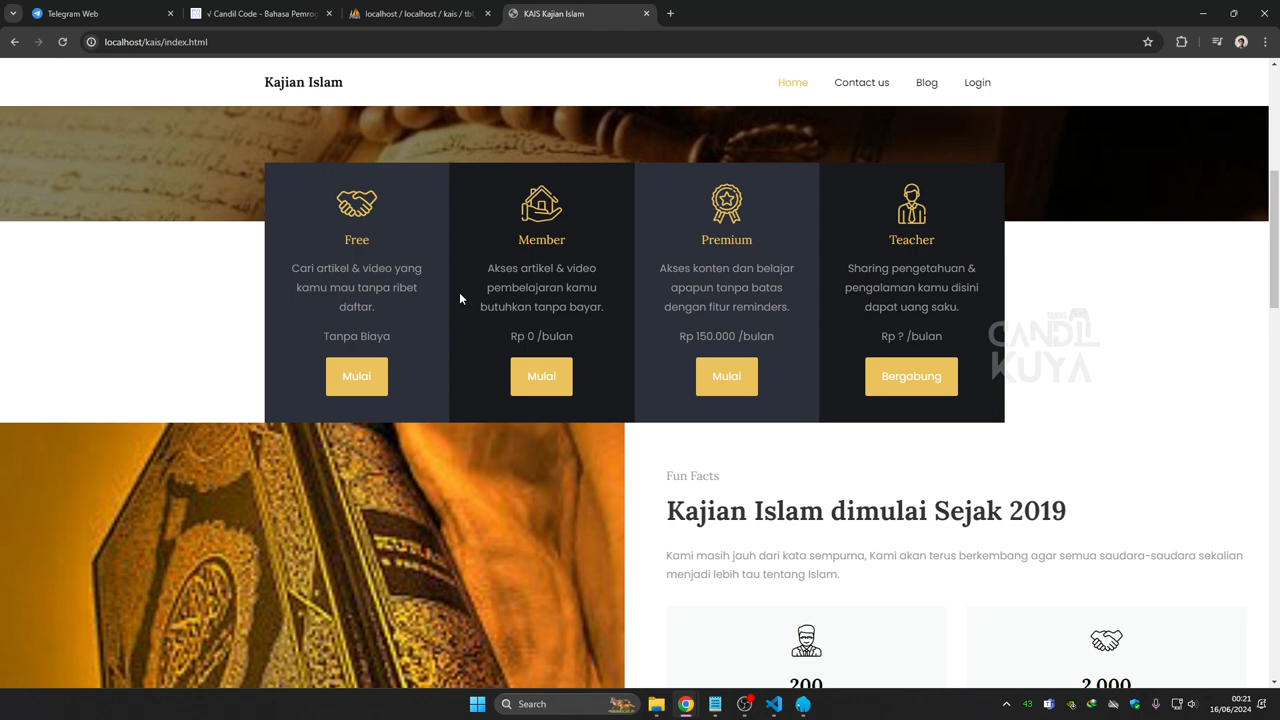 Telegram Web
√ Candil Code - Bahasa Pemrog
localhost / localhost / kais / tbl
KAIS Kajian Islam
localhost/kais/index.html
Kajian Islam
Home
Contact us
Blog
Login
Free
Cari artikel & video yang
kamu mau tanpa ribet
daftar.
Tanpa Biaya
Mulai
Member
Akses artikel & video
pembelajaran kamu
butuhkan tanpa bayar.
Rp 0 /bulan
Mulai
Premium
Akses konten dan belajar
apapun tanpa batas
dengan fitur reminders.
Rp 150.000 /bulan
Mulai
Teacher
Sharing pengetahuan &
pengalaman kamu disini
dapat uang saku.
Rp ? /bulan
Bergabung
CANDIL
KUYA
Fun Facts
Kajian Islam dimulai Sejak 2019
Kami masih jauh dari kata sempurna, Kami akan terus berkembang agar semua saudara-saudara sekalian
menjadi lebih tau tentang Islam.
200
2,000
Search
43
00:21
16/06/2024